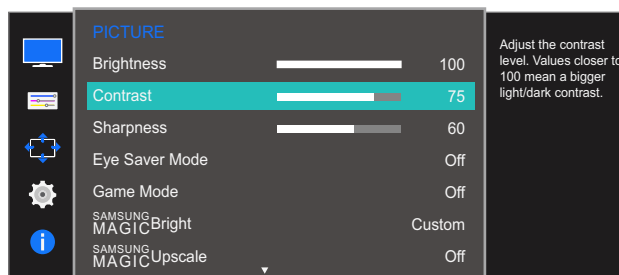 PICTURE
Brightness 100
Contrast 75
Sharpness 60
Eye Saver Mode Off
Game Mode Off
SAMSUNG
MAGIC Bright Custom
SAMSUNG
MAGIC Upscale Off
Adjust the contrast
level. Values closer to
100 mean a bigger
light/dark contrast.